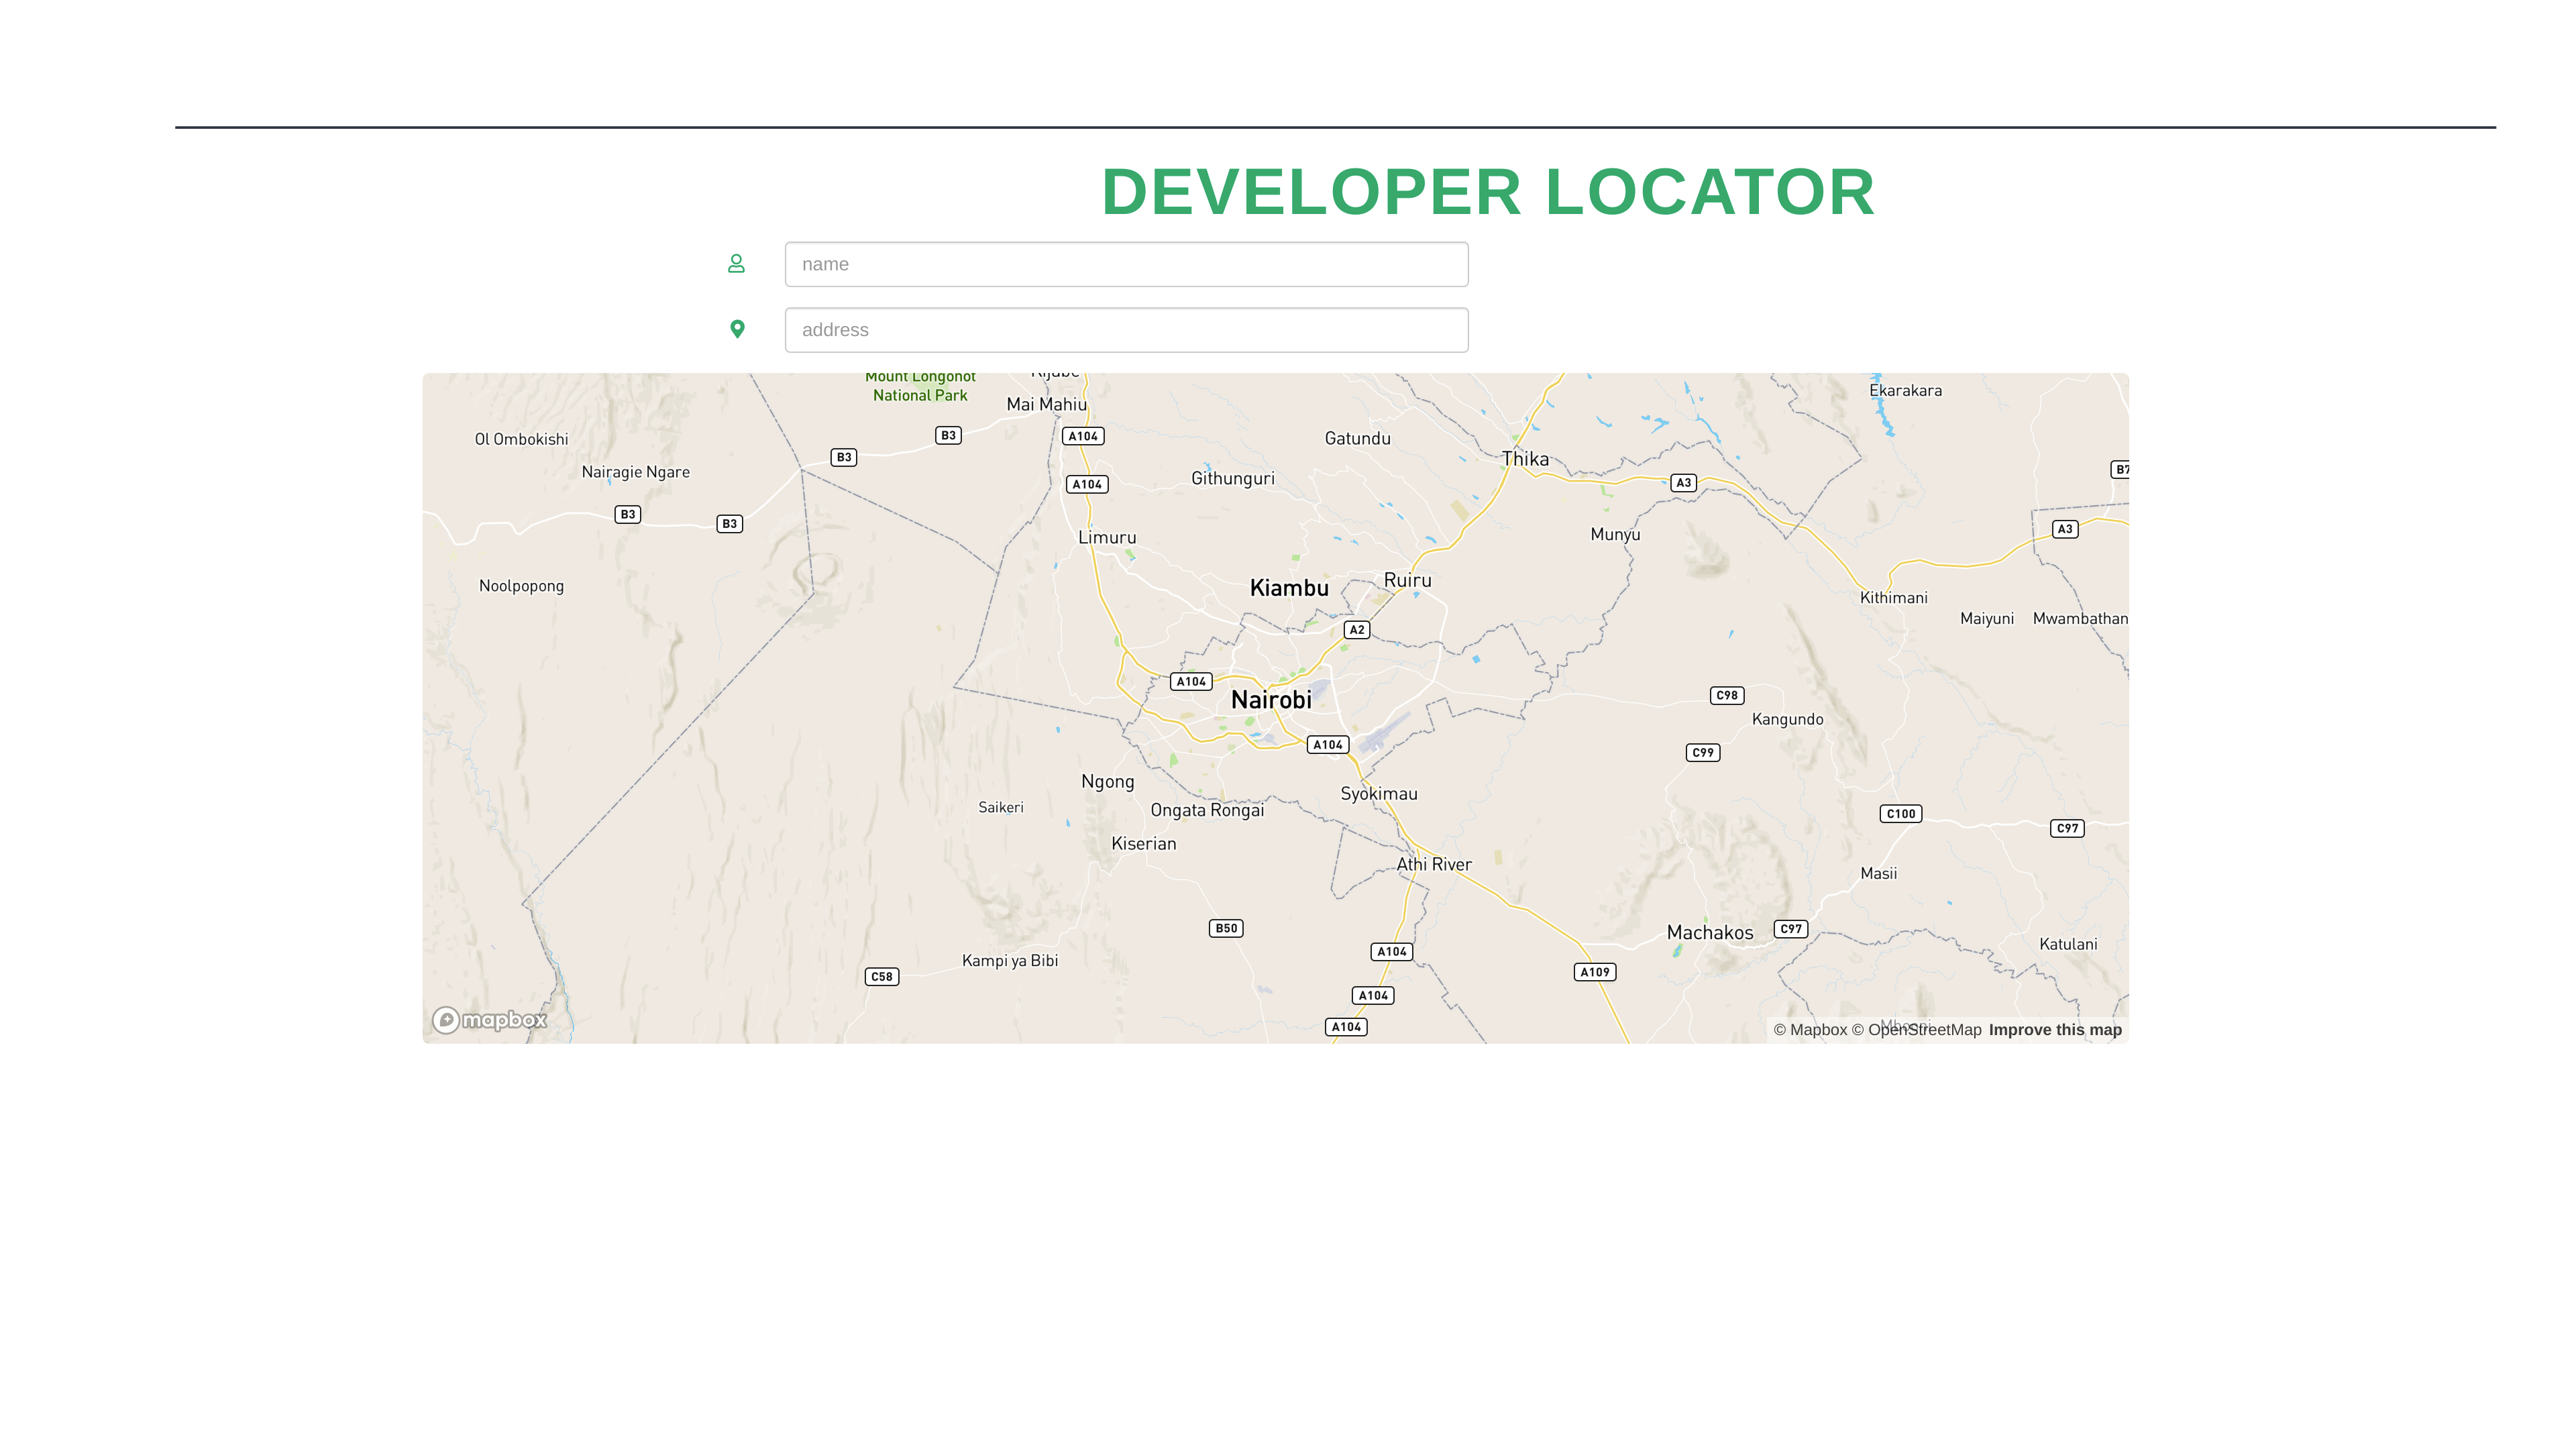 DEVELOPER LOCATOR
name
address
Mount Longonot
National Park
Kijabe
Mai Mahiu
Ekarakara
Ol Ombokishi
B3
A104
Gatundu
B3
Thika
Nairagie Ngare
B7
A104
Githunguri
A3
B3
B3
A3
Limuru
Munyu
Noolpopong
Kiambu
Ruiru
Kithimani
Maiyuni
Mwambathan
A2
A104
Nairobi
C98
Kangundo
A104
C99
Ngong
Syokimau
Saikeri
Ongata Rongai
C100
C97
Kiserian
Athi River
Masii
B50
Machakos
C97
Katulani
A104
Kampi ya Bibi
C58
A109
A104
A104
mapbox
© Mapbox © OpenStreetMap Improve this map